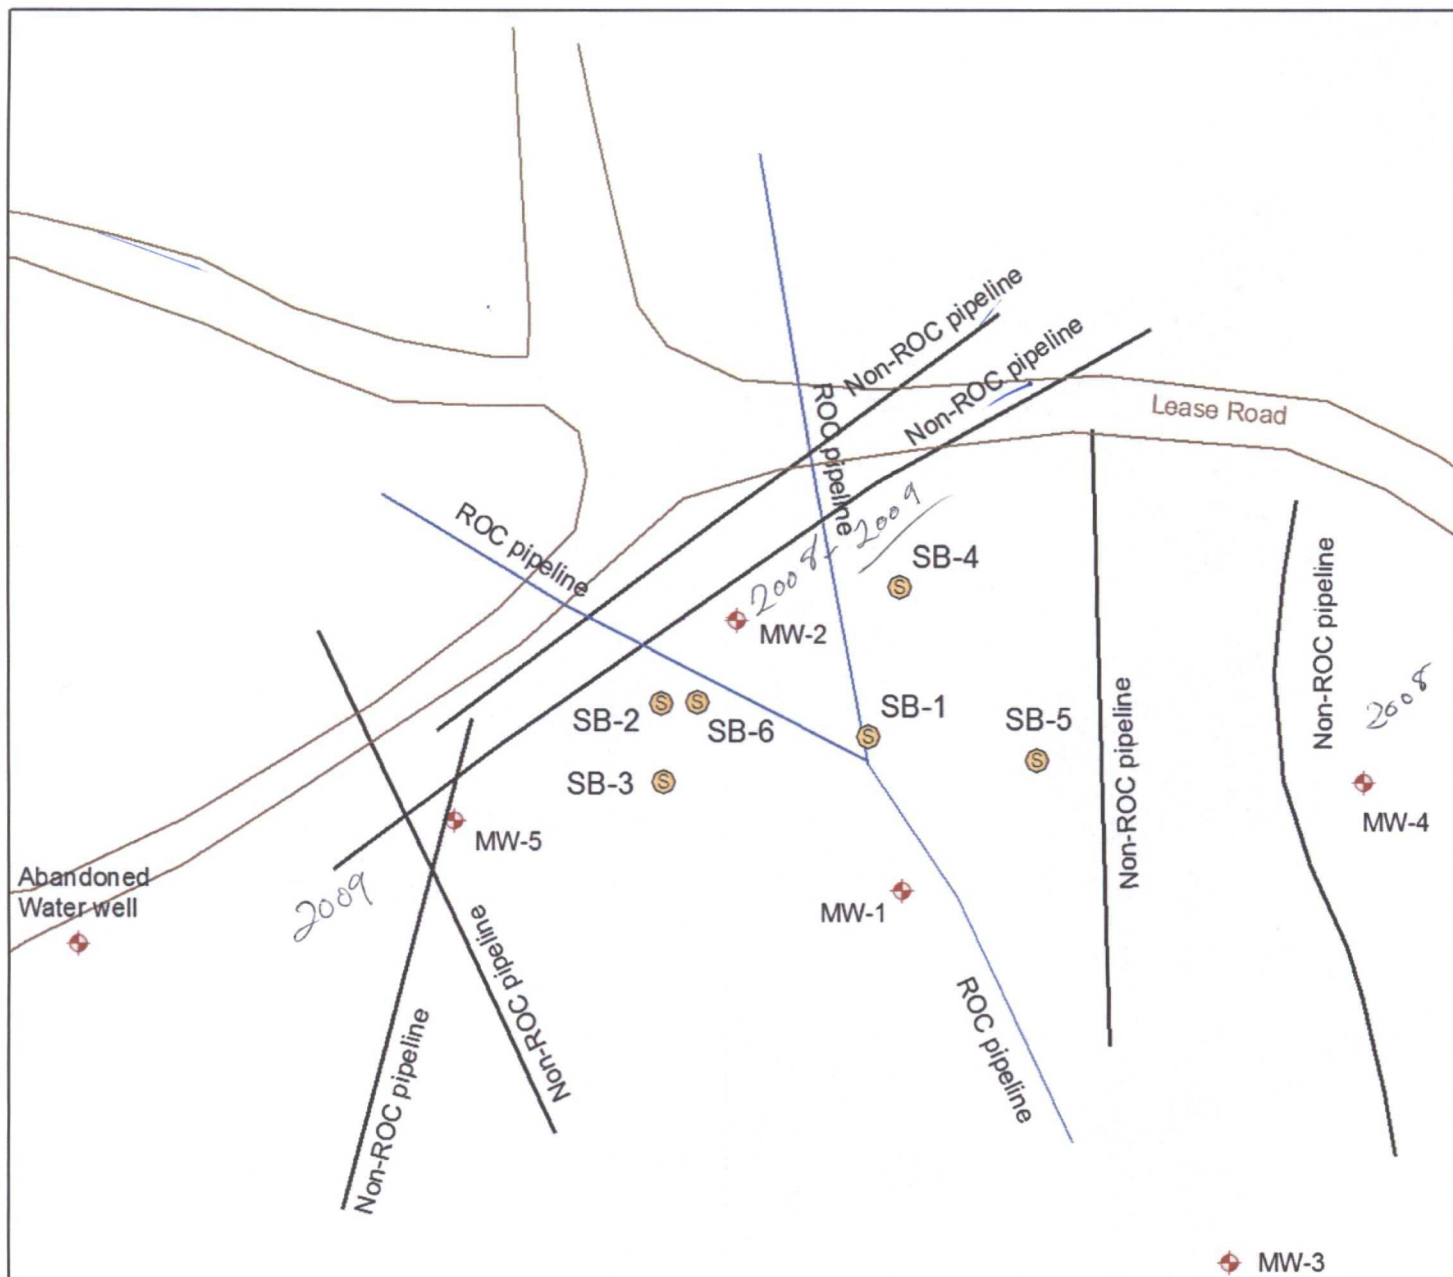 Non-ROC pipeline
Non-ROC pipeline
ROC pipeline
Lease Road
ROC pipeline
2008-2009
SB-4
Non-ROC pipeline
MW-2
2008
SB-2
SB-6
SB-1
SB-5
Non-ROC pipeline
SB-3
MW-5
MW-4
Abandoned
Water well
2009
MW-1
Non-ROC pipeline
Non-ROC pipeline
ROC pipeline
MW-3
S
S
S
S
S
S